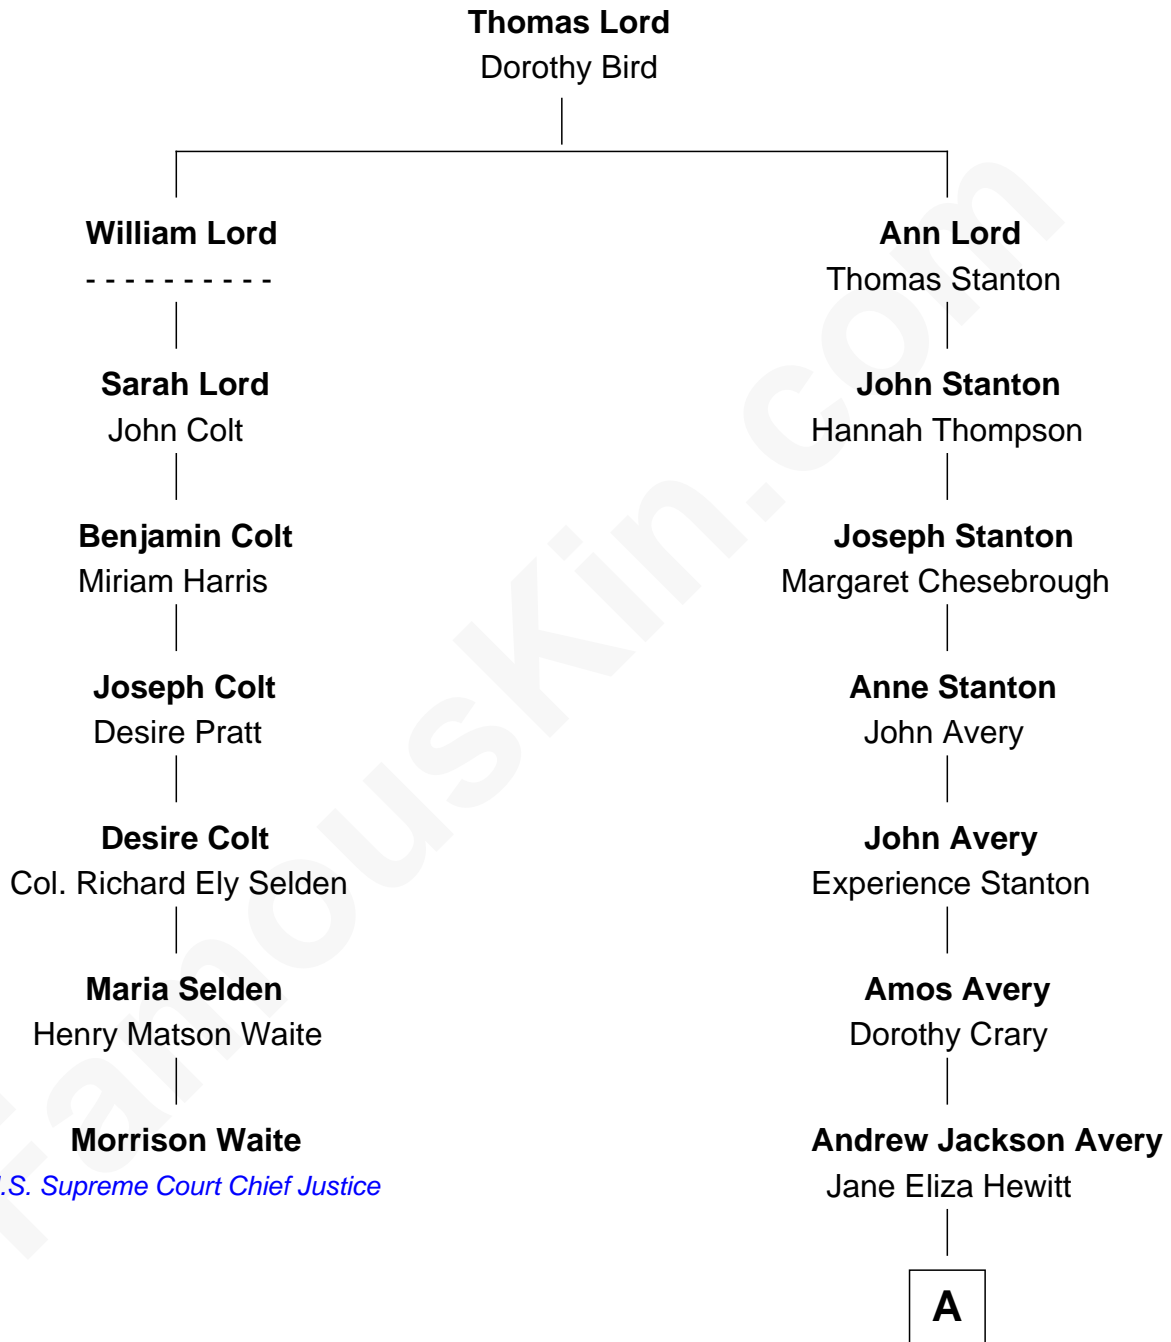 Thomas Lord
Dorothy Bird
William Lord
- - - - - - - - - -
Sarah Lord
John Colt
Benjamin Colt
Miriam Harris
Joseph Colt
Desire Pratt
Desire Colt
Col. Richard Ely Selden
Maria Selden
Henry Matson Waite
Morrison Waite
.S. Supreme Court Chief Justice
Ann Lord
Thomas Stanton
John Stanton
Hannah Thompson
Joseph Stanton
Margaret Chesebrough
Anne Stanton
John Avery
John Avery
Experience Stanton
Amos Avery
Dorothy Crary
Andrew Jackson Avery
Jane Eliza Hewitt
A
FamousKin.com